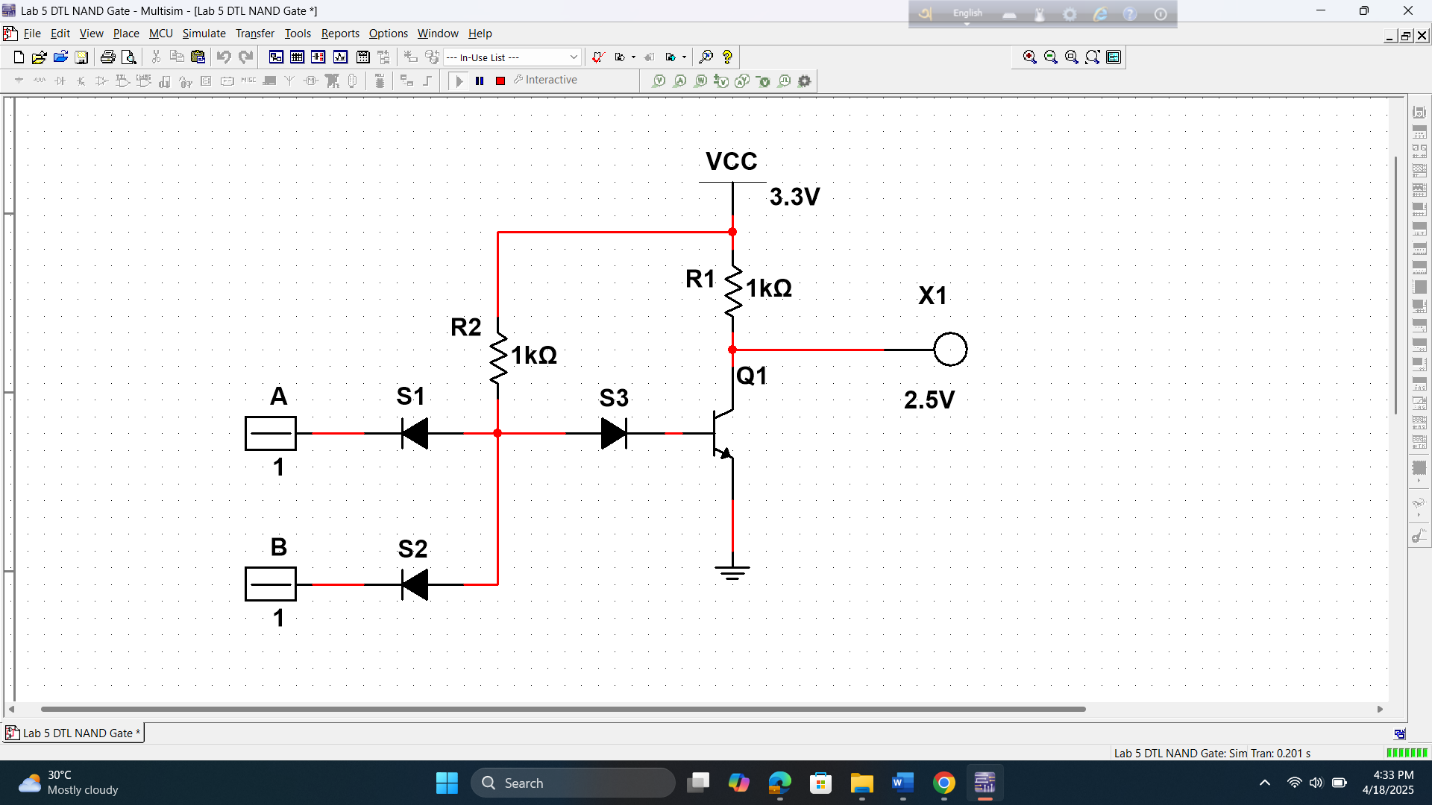 Lab 5 DTL NAND Gate - Multisim - [Lab 5 DTL NAND Gate *]
English
File Edit View Place MCU Simulate Transfer Tools Reports Options Window Help
--- In-Use List ---
Interactive
VCC
3.3V
R1
1kΩ
X1
R2
1kΩ
Q1
A
S1
S3
2.5V
1
B
S2
1
Lab 5 DTL NAND Gate *
Lab 5 DTL NAND Gate: Sim Tran: 0.201 s
30°C
Mostly cloudy
Search
4:33 PM
4/18/2025